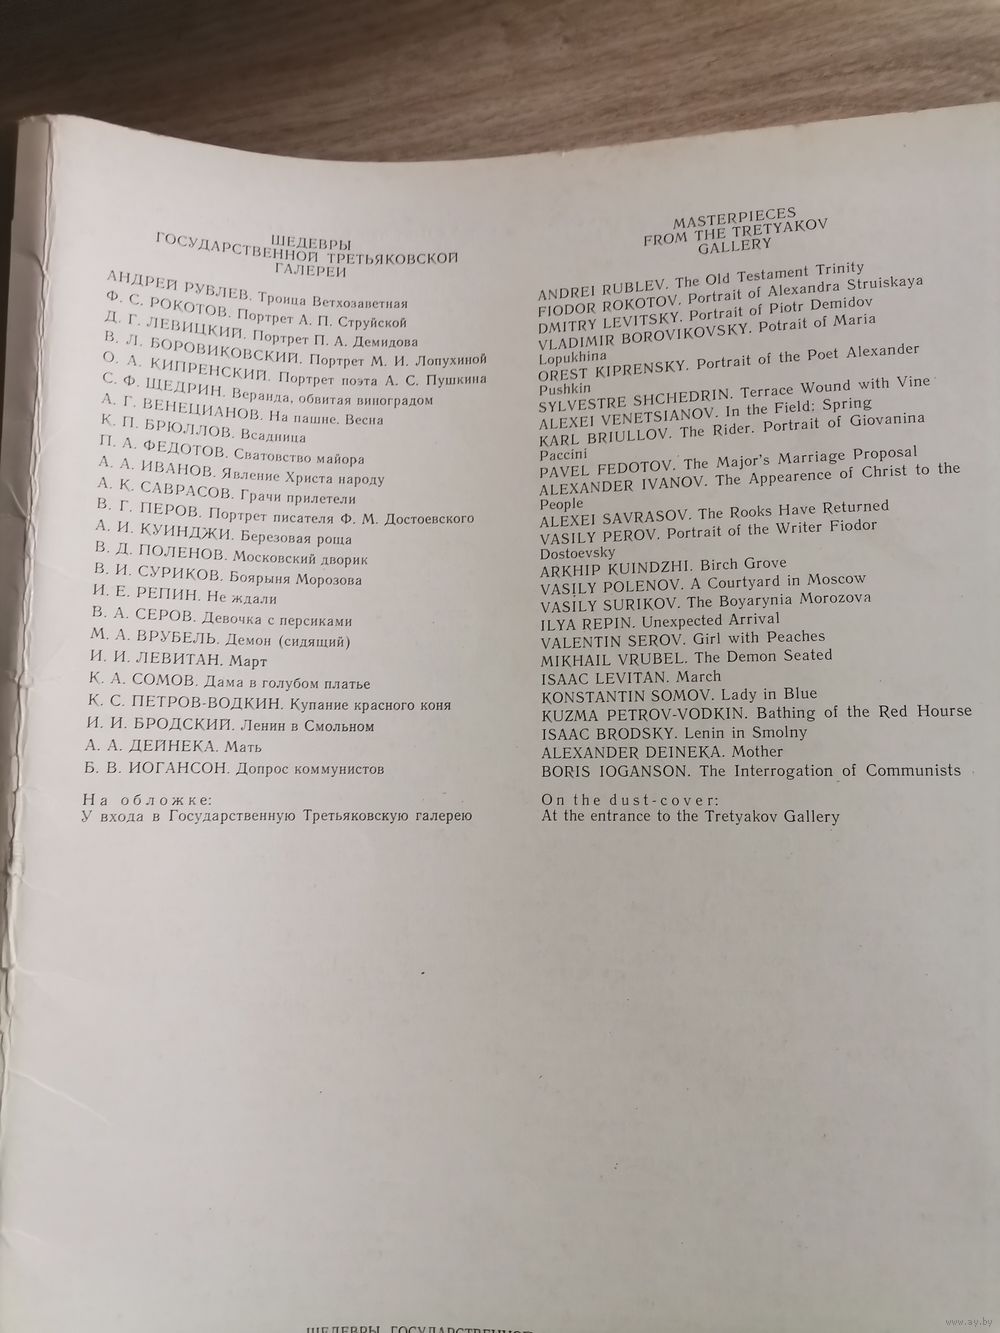 ШЕДЕВРЫ
ГОСУДАРСТВЕННОЙ ТРЕТЬЯКОВСКОЙ
ГАЛЕРЕИ
АНДРЕЙ РУБЛЕВ. Троица Ветхозаветная
Ф. С. РОКОТОВ. Портрет А. П. Струйской
Д. Г. ЛЕВИЦКИЙ. Портрет П. А. Демидова
В. Л. БОРОВИКОВСКИЙ. Портрет М. И. Лопухиной
О. А. КИПРЕНСКИЙ. Портрет поэта А. С. Пушкина
С. Ф. ЩЕДРИН. Веранда, обвитая виноградом
А. Г. ВЕНЕЦИАНОВ. На пашне. Весна
К. П. БРЮЛЛОВ. Всадница
П. А. ФЕДОТОВ. Сватовство майора
А. А. ИВАНОВ. Явление Христа народу
А. К. САВРАСОВ. Грачи прилетели
В. Г. ПЕРОВ. Портрет писателя Ф. М. Достоевского
А. И. КУИНДЖИ. Березовая роща
В. Д. ПОЛЕНОВ. Московский дворик
В. И. СУРИКОВ. Боярыня Морозова
И. Е. РЕПИН. Не ждали
В. А. СЕРОВ. Девочка с персиками
М. А. ВРУБЕЛЬ. Демон (сидящий)
И. И. ЛЕВИТАН. Март
К. А. СОМОВ. Дама в голубом платье
К. С. ПЕТРОВ-ВОДКИН. Купание красного коня
И. И. БРОДСКИЙ. Ленин в Смольном
А. А. ДЕЙНЕКА. Мать
Б. В. ИОГАНСОН. Допрос коммунистов
На обложке:
У входа в Государственную Третьяковскую галерею
MASTERPIECES
FROM THE TRETYAKOV
GALLERY
ANDREI RUBLEV. The Old Testament Trinity
FIODOR ROKOTOV. Portrait of Alexandra Struiskaya
DMITRY LEVITSKY. Portrait of Piotr Demidov
VLADIMIR BOROVIKOVSKY. Potrait of Maria
Lopukhina
OREST KIPRENSKY. Portrait of the Poet Alexander
Pushkin
SYLVESTRE SHCHEDRIN. Terrace Wound with Vine
ALEXEI VENETSIANOV. In the Field: Spring
KARL BRIULLOV. The Rider. Portrait of Giovanina
Paccini
PAVEL FEDOTOV. The Major's Marriage Proposal
ALEXANDER IVANOV. The Appearence of Christ to the
People
ALEXEI SAVRASOV. The Rooks Have Returned
VASILY PEROV. Portrait of the Writer Fiodor
Dostoevsky
ARKHIP KUINDZHI. Birch Grove
VASILY POLENOV. A Courtyard in Moscow
VASILY SURIKOV. The Boyarynia Morozova
ILYA REPIN. Unexpected Arrival
VALENTIN SEROV. Girl with Peaches
MIKHAIL VRUBEL. The Demon Seated
ISAAC LEVITAN. March
KONSTANTIN SOMOV. Lady in Blue
KUZMA PETROV-VODKIN. Bathing of the Red Hourse
ISAAC BRODSKY. Lenin in Smolny
ALEXANDER DEINEKA. Mother
BORIS IOGANSON. The Interrogation of Communists
On the dust-cover:
At the entrance to the Tretyakov Gallery
ШЕДЕВРЫ
www.ay.by